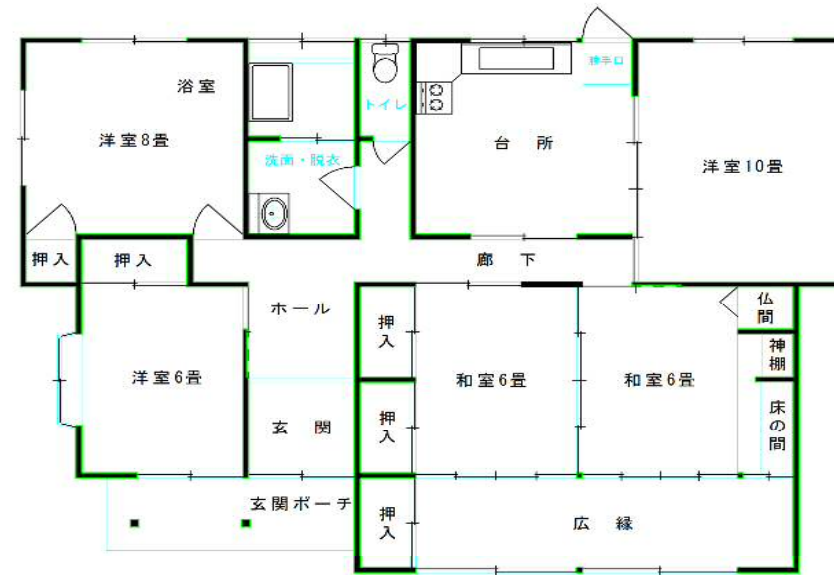 勝手口
浴室
トイレ
洋室8畳
台所
洗面・脱衣
洋室10畳
押入
押入
廊下
ホール
押入
仏間
神棚
洋室6畳
和室6畳
和室6畳
玄関
押入
床の間
玄関ポーチ
押入
広縁